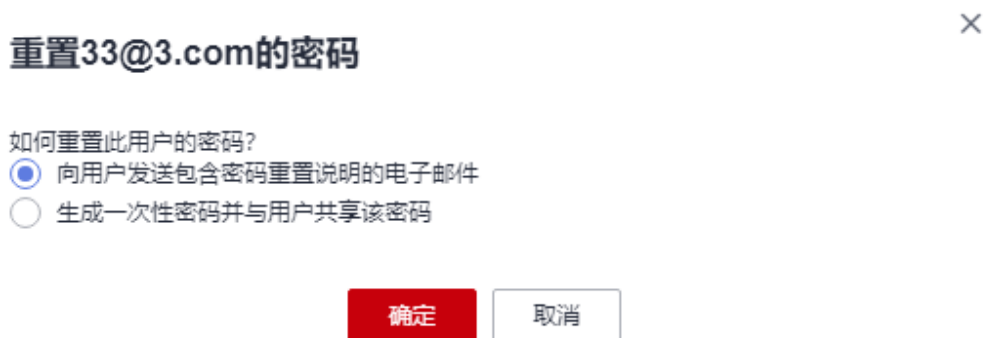 重置33@3.com的密码
如何重置此用户的密码?
向用户发送包含密码重置说明的电子邮件
生成一次性密码并与用户共享该密码
确定
取消